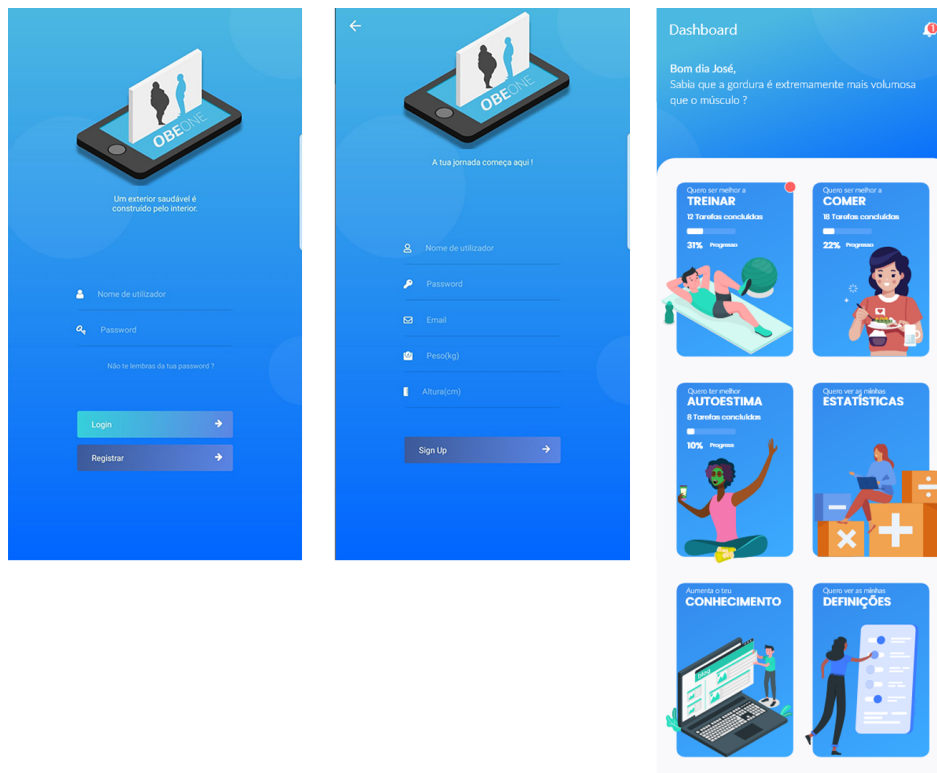 OBEONE
Um exterior saudável é
construído pelo interior.
Nome de utilizador
Password
Não te lembras da tua password ?
Login
Registrar
OBEONE
A tua jornada começa aqui !
Nome de utilizador
Password
Email
Peso(kg)
Altura(cm)
Sign Up
Dashboard
1
Bom dia José,
Sabia que a gordura é extremamente mais volumosa
que o músculo ?
Quero ser melhor a
TREINAR
12 Tarefas concluídas
31% Progresso
Quero ser melhor a
COMER
18 Tarefas concluídas
22% Progresso
Quero ter melhor
AUTOESTIMA
8 Tarefas concluídas
10% Progresso
Quero ver as minhas
ESTATÍSTICAS
Aumenta o teu
CONHECIMENTO
blog
Quero ver as minhas
DEFINIÇÕES